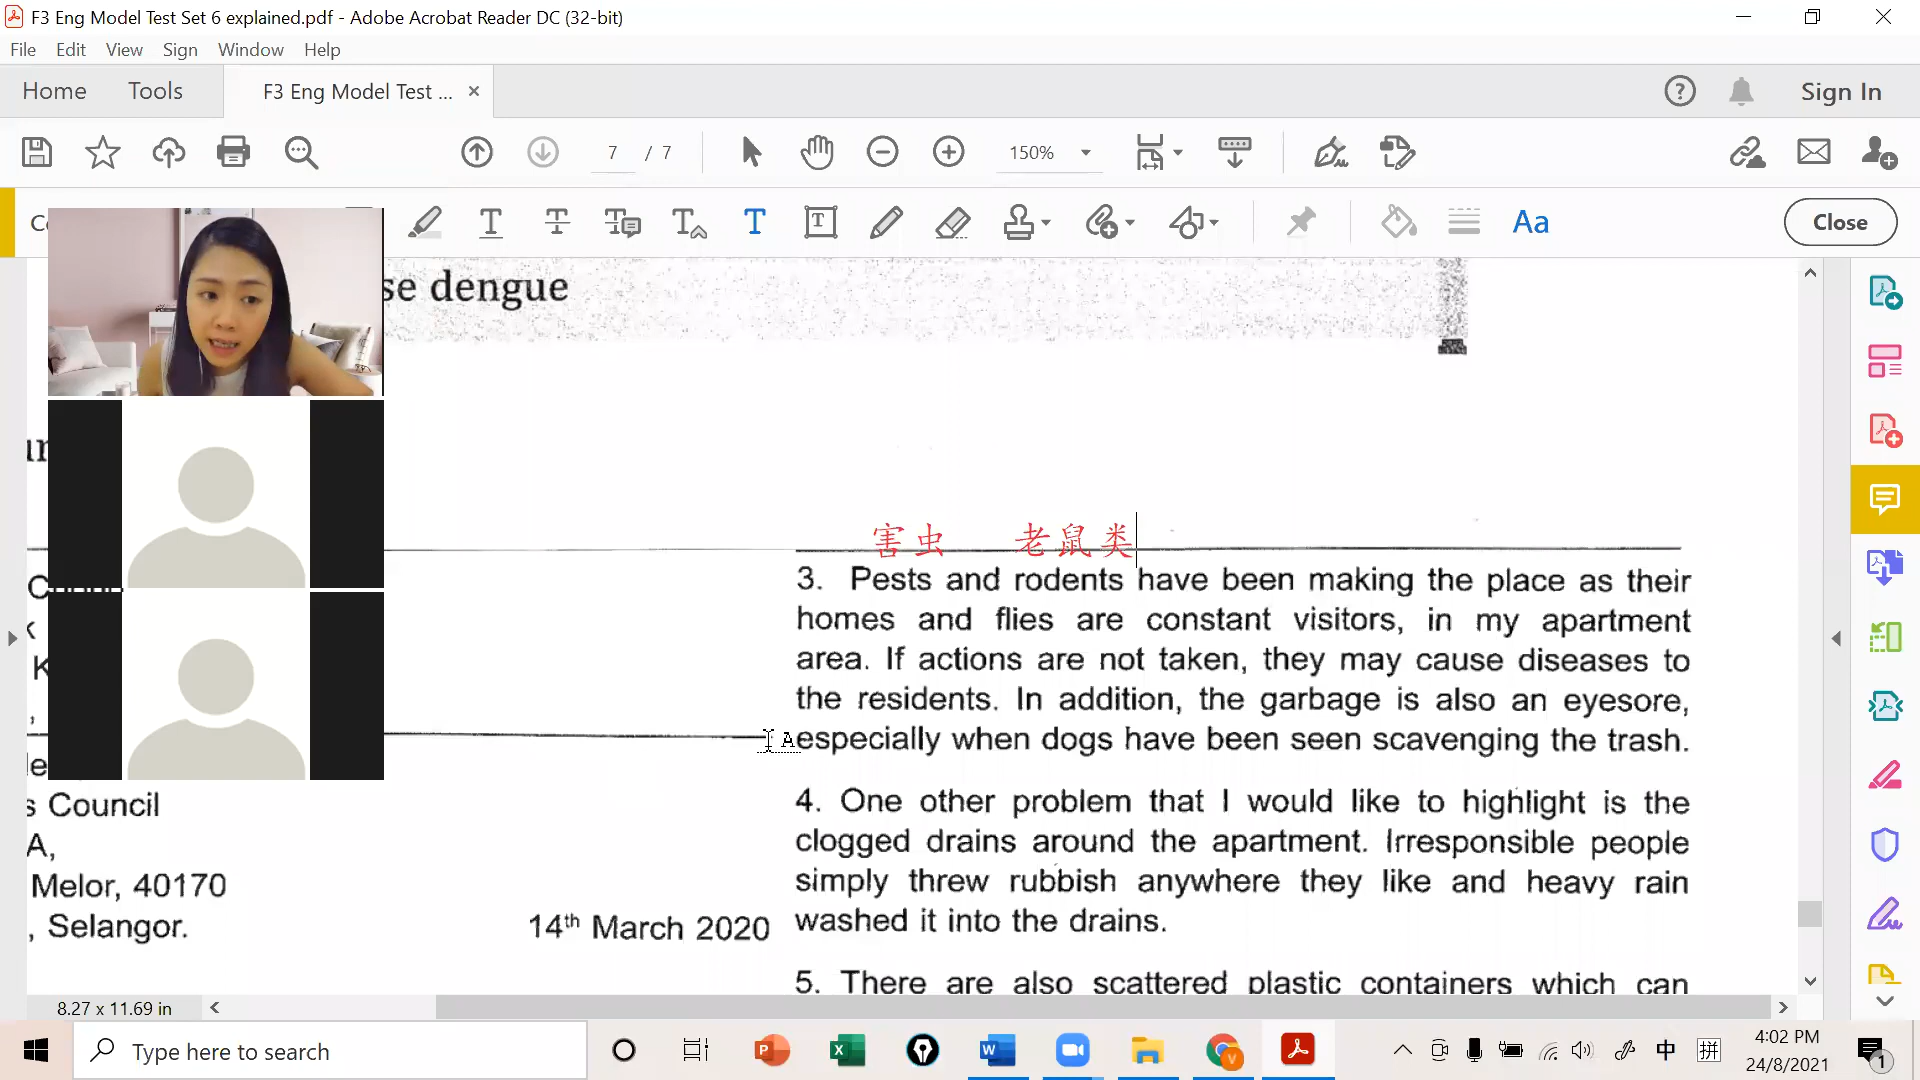 F3 Eng Model Test Set 6 explained.pdf - Adobe Acrobat Reader DC (32-bit)
File Edit View Sign Window Help
Home Tools F3 Eng Model Test ... Sign In
7 / 7 150%
Close
se dengue
害虫 老鼠类
3. Pests and rodents have been making the place as their
homes and flies are constant visitors, in my apartment
area. If actions are not taken, they may cause diseases to
the residents. In addition, the garbage is also an eyesore,
especially when dogs have been seen scavenging the trash.
4. One other problem that I would like to highlight is the
clogged drains around the apartment. Irresponsible people
simply threw rubbish anywhere they like and heavy rain
washed it into the drains.
5. There are also scattered plastic containers which can
s Council
A,
Melor, 40170
, Selangor.
14th March 2020
8.27 x 11.69 in
Type here to search
中
拼
4:02 PM
24/8/2021
1